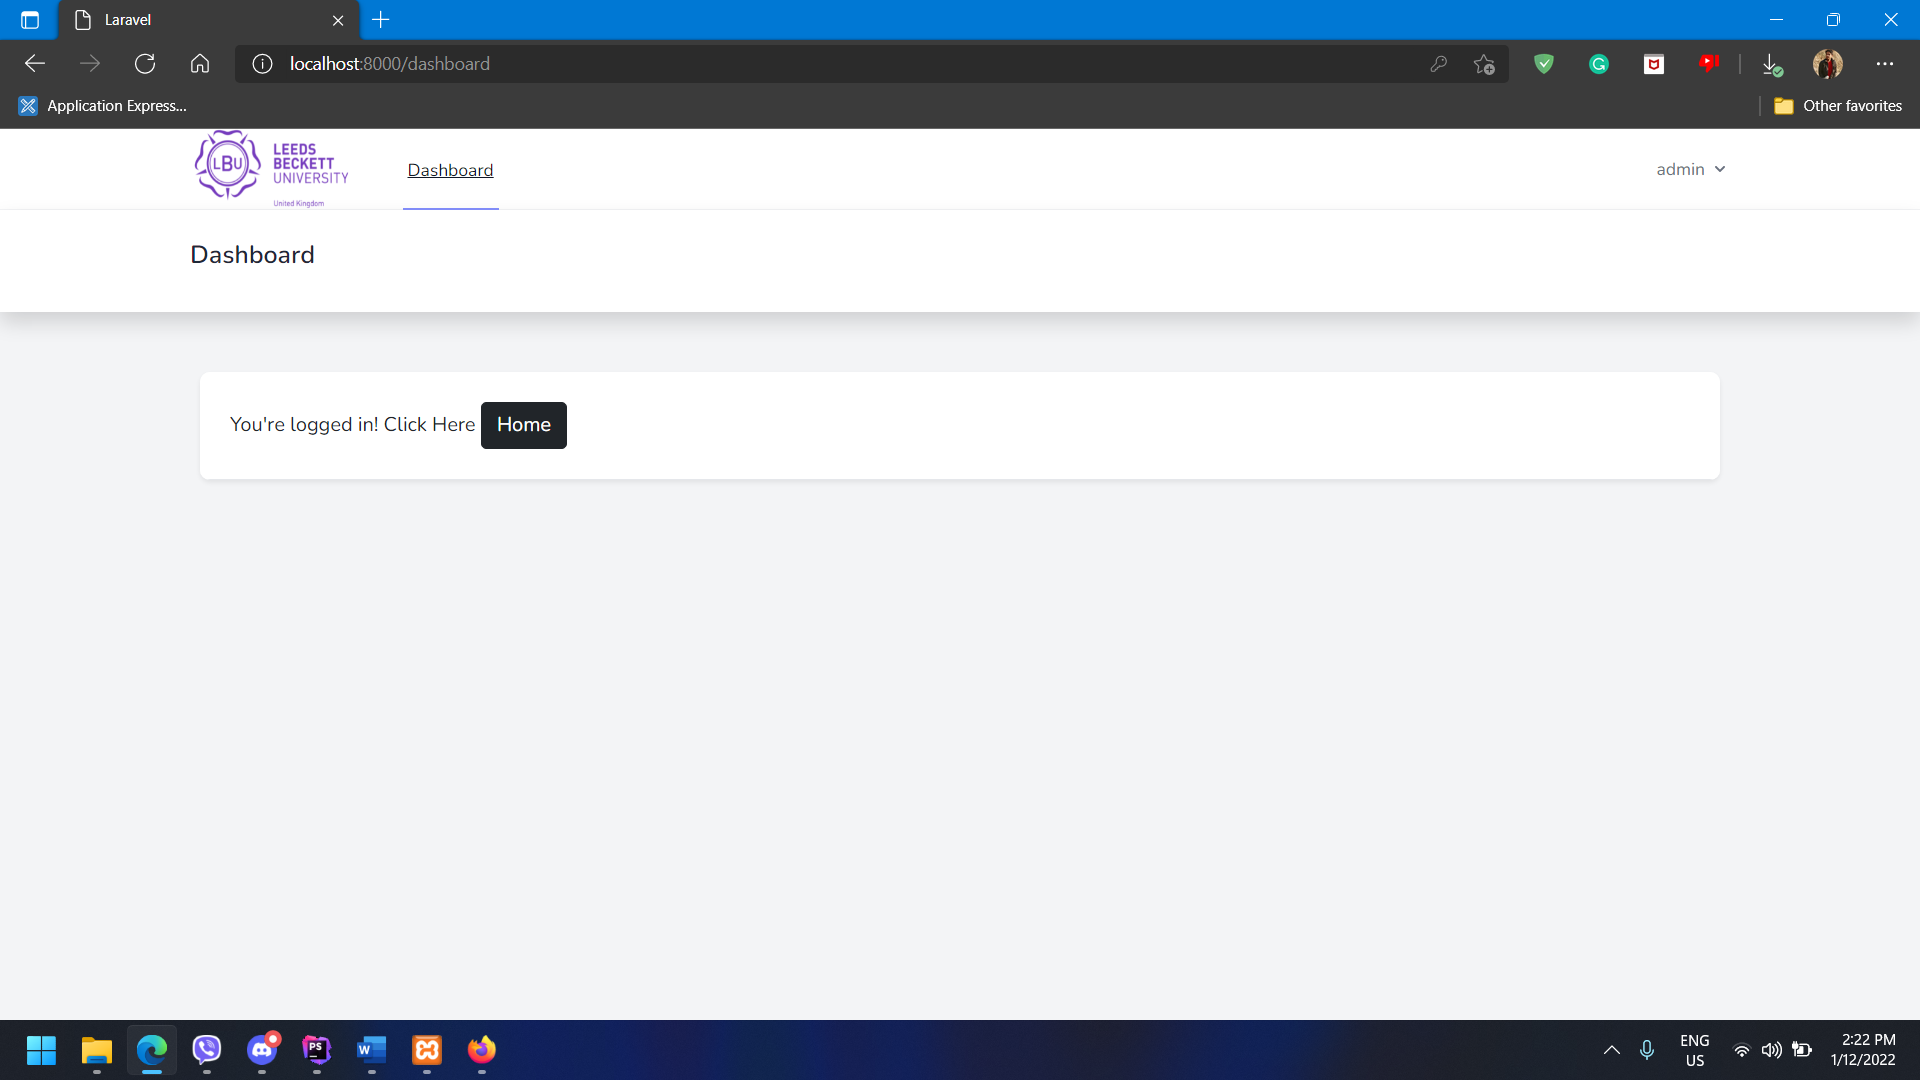 Laravel
localhost:8000/dashboard
Application Express...
Other favorites
LBU
LEEDS
BECKETT
UNIVERSITY
United Kingdom
Dashboard
admin
Dashboard
You're logged in! Click Here Home
PS
W
ENG
US
2:22 PM
1/12/2022